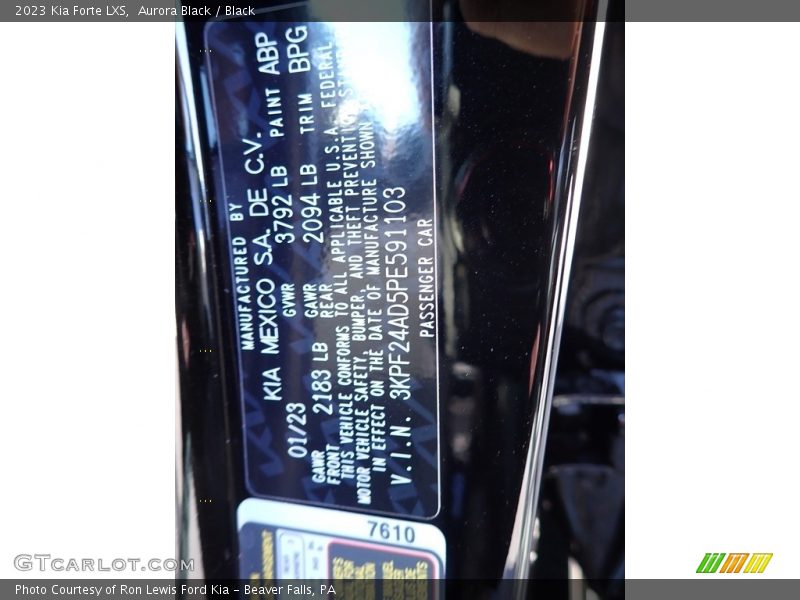 2023 Kia Forte LXS, Aurora Black / Black
MANUFACTURED BY
KIA MEXICO S.A. DE C.V.
01/23 GVWR 3792 LB PAINT ABP
GAWR FRONT 2183 LB GAWR REAR 2094 LB TRIM BPG
THIS VEHICLE CONFORMS TO ALL APPLICABLE U.S.A. FEDERAL
MOTOR VEHICLE SAFETY, BUMPER, AND THEFT PREVENTION
IN EFFECT ON THE DATE OF MANUFACTURE SHOWN
V.I.N. 3KPF24AD5PE591103
PASSENGER CAR
7610
GTCarLot.com
Photo Courtesy of Ron Lewis Ford Kia – Beaver Falls, PA